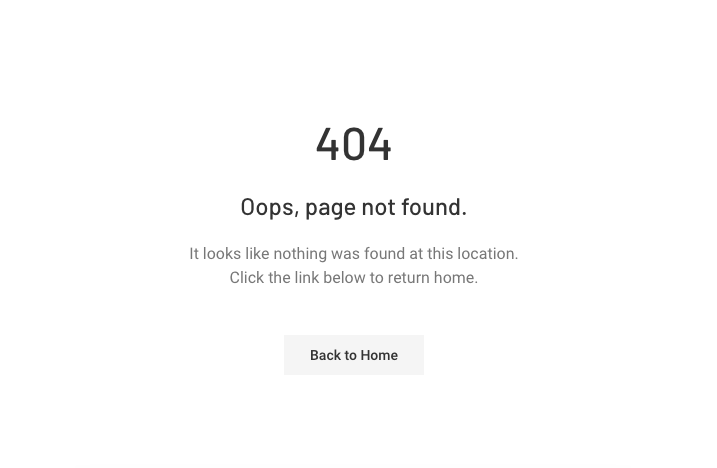 404
Oops, page not found.
It looks like nothing was found at this location.
Click the link below to return home.
Back to Home